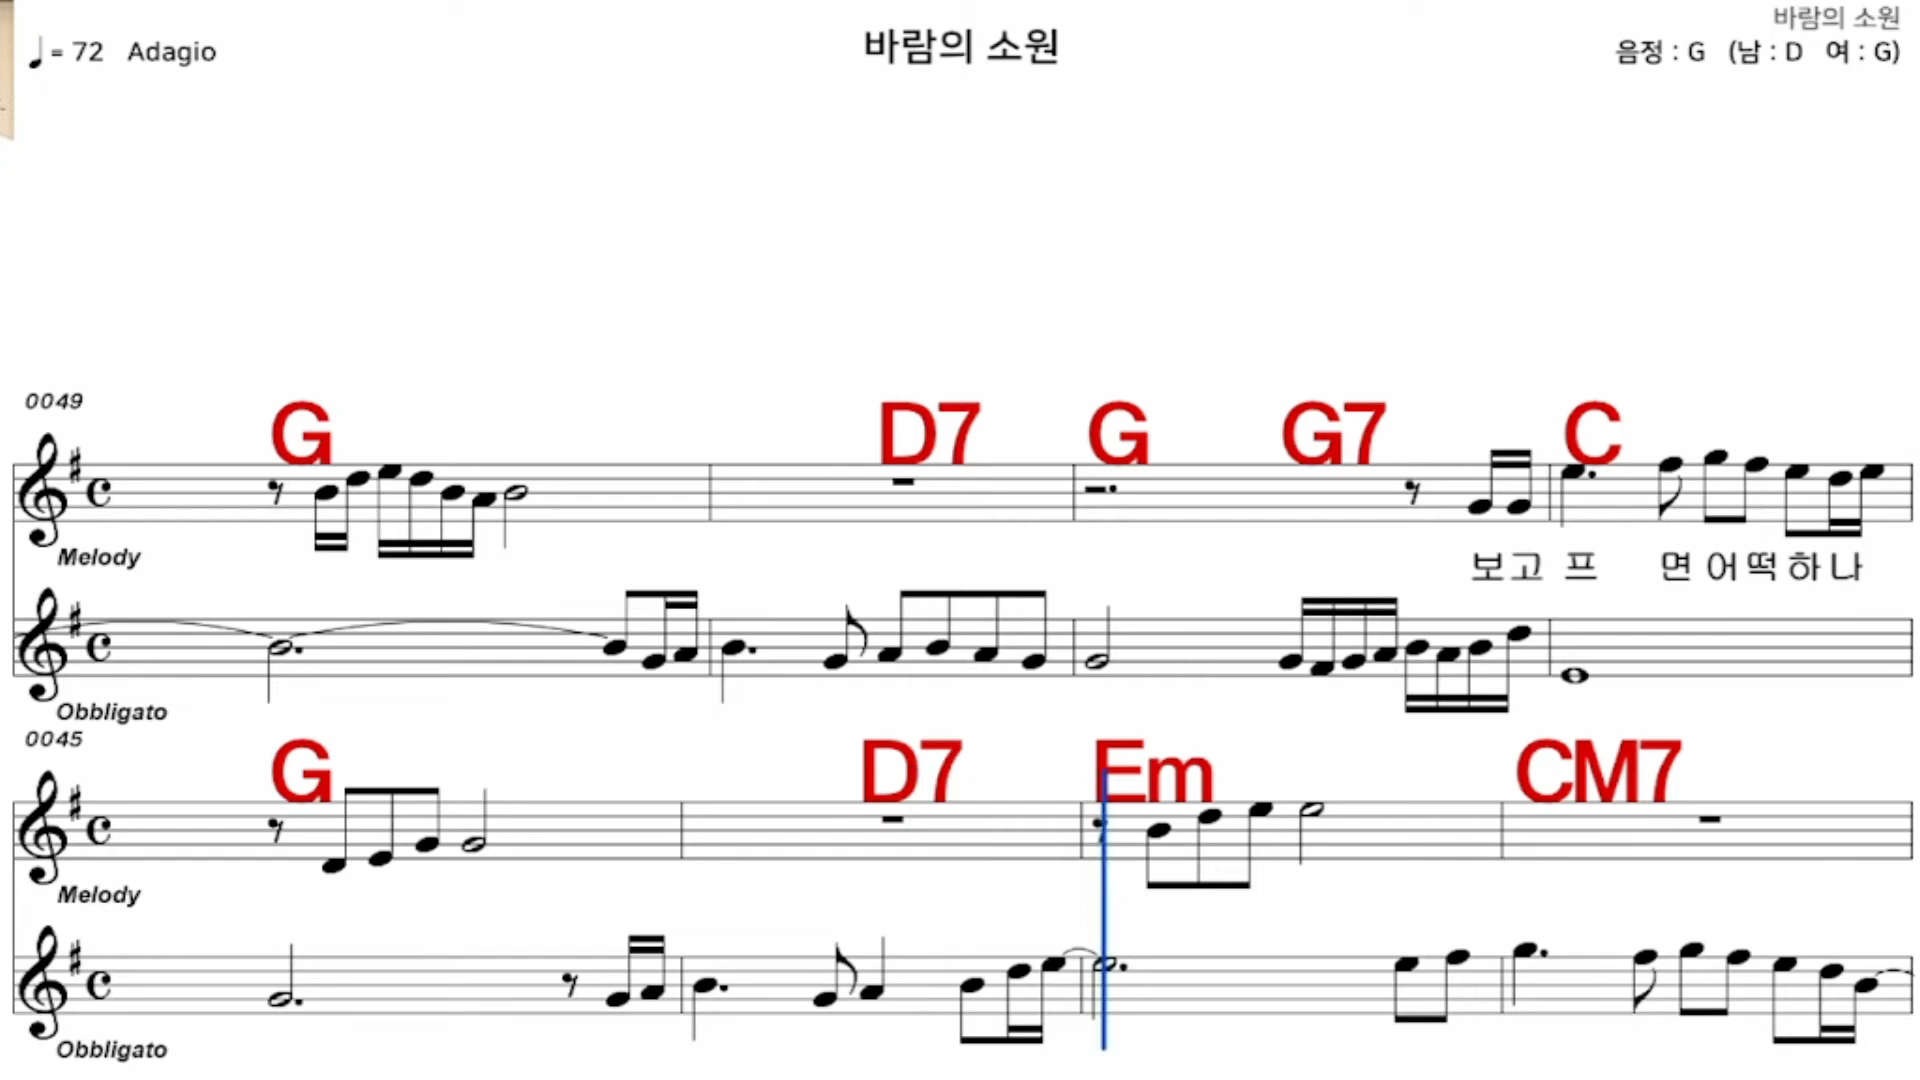 바람의 소원
♩= 72 Adagio
바람의 소원
음정 : G (남 : D 여 : G)
0049
G D7 G G7 C
Melody
보고 프 면 어떡하나
Obbligato
0045
G D7 Em CM7
Melody
Obbligato